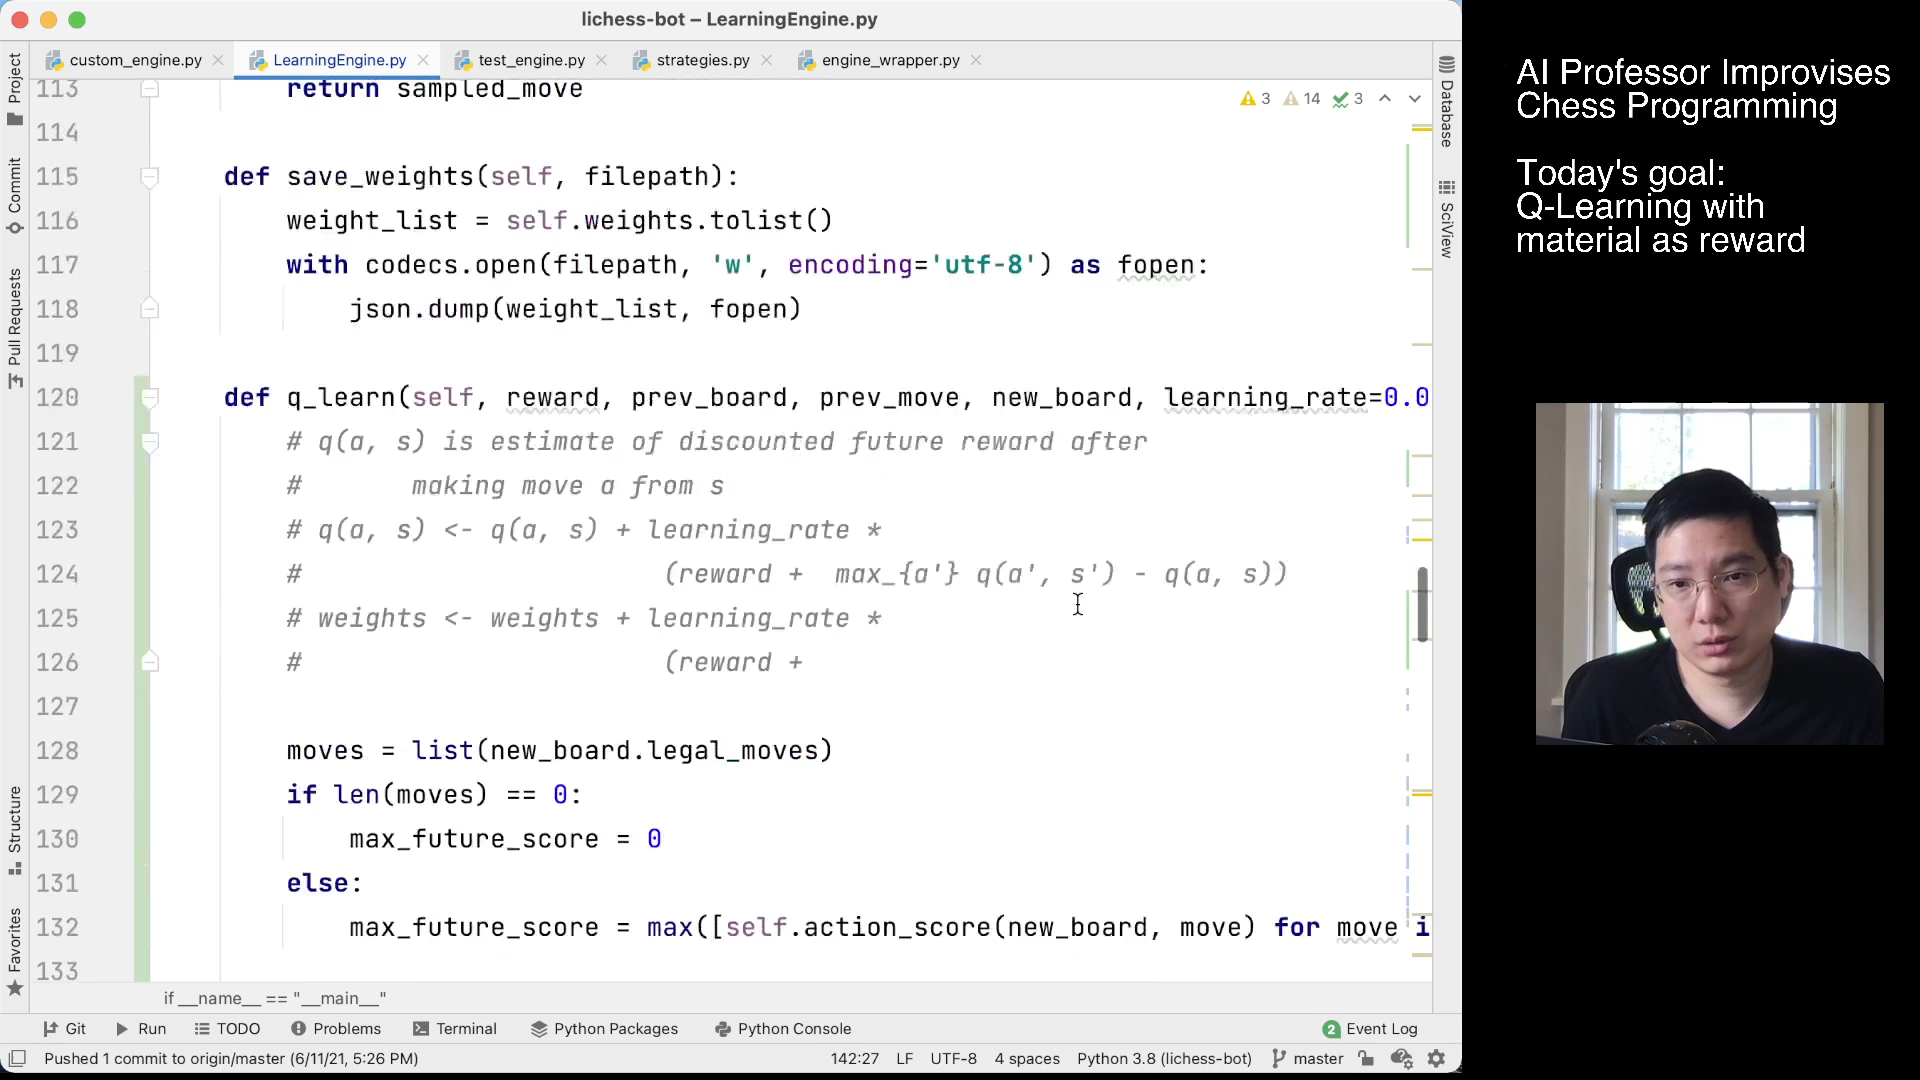 lichess-bot – LearningEngine.py
custom_engine.py
LearningEngine.py
test_engine.py
strategies.py
engine_wrapper.py
Project
Commit
Pull Requests
Structure
Favorites
Database
SciView
3 14 3
113 return sampled_move
114
115 def save_weights(self, filepath):
116 weight_list = self.weights.tolist()
117 with codecs.open(filepath, 'w', encoding='utf-8') as fopen:
118 json.dump(weight_list, fopen)
119
120 def q_learn(self, reward, prev_board, prev_move, new_board, learning_rate=0.0
121 # q(a, s) is estimate of discounted future reward after
122 # making move a from s
123 # q(a, s) <- q(a, s) + learning_rate *
124 # (reward + max_{a'} q(a', s') - q(a, s))
125 # weights <- weights + learning_rate *
126 # (reward +
127
128 moves = list(new_board.legal_moves)
129 if len(moves) == 0:
130 max_future_score = 0
131 else:
132 max_future_score = max([self.action_score(new_board, move) for move i
133
if __name__ == "__main__"
Git
Run
TODO
Problems
Terminal
Python Packages
Python Console
2 Event Log
Pushed 1 commit to origin/master (6/11/21, 5:26 PM)
142:27 LF UTF-8 4 spaces Python 3.8 (lichess-bot) master
AI Professor Improvises
Chess Programming
Today's goal:
Q-Learning with
material as reward